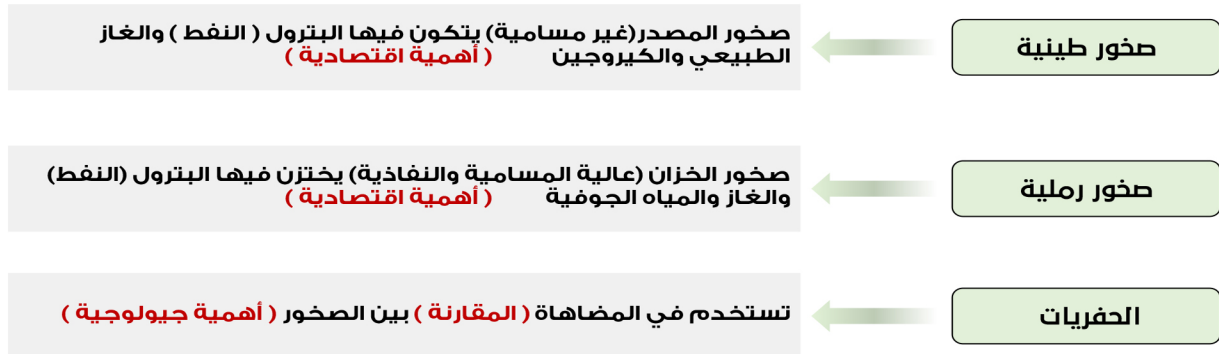 صخور طينية
صخور المصدر(غير مسامية) يتكون فيها البترول ( النفط ) والغاز
الطبيعي والكيروجين ( أهمية اقتصادية )
صخور رملية
صخور الخزان (عالية المسامية والنفاذية) يختزن فيها البترول (النفط)
والغاز والمياه الجوفية ( أهمية اقتصادية )
الحفريات
تستخدم في المضاهاة ( المقارنة ) بين الصخور ( أهمية جيولوجية )